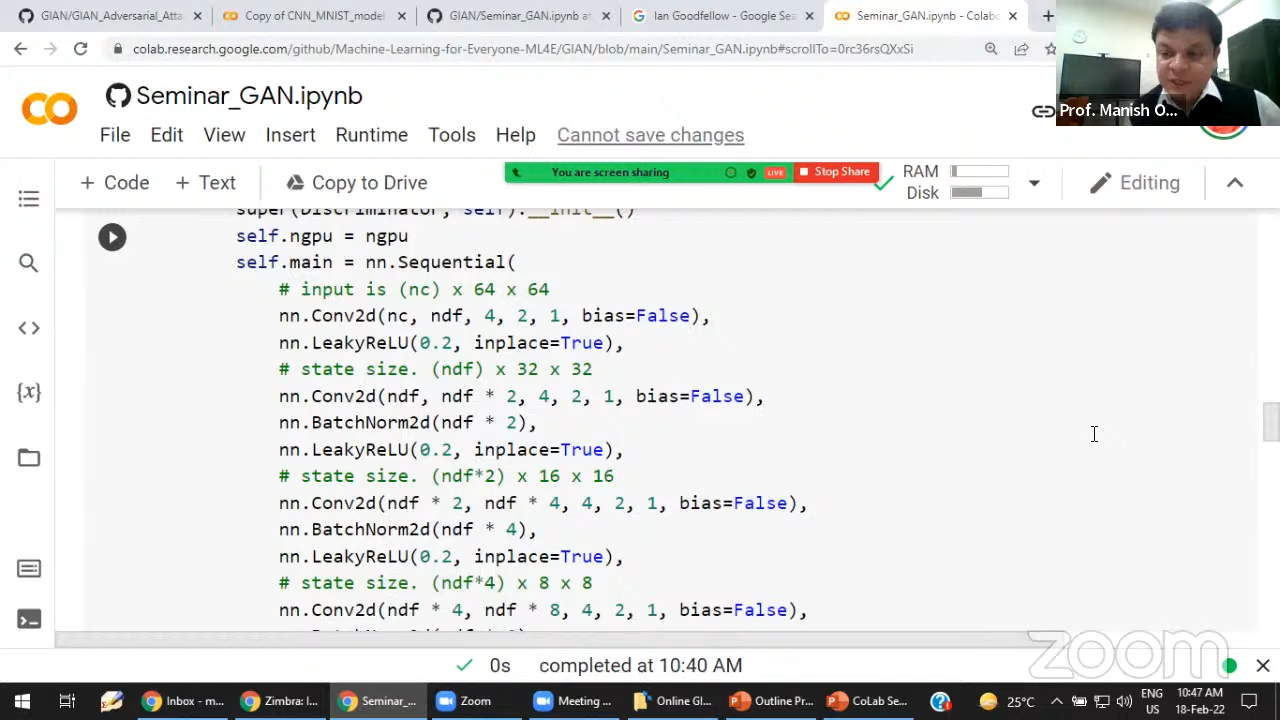 GIAN/GIAN_Adversarial_Atta
Copy of CNN_MNIST_model
GIAN/Seminar_GAN.ipynb at
Ian Goodfellow - Google Sea
Seminar_GAN.ipynb - Colabo
colab.research.google.com/github/Machine-Learning-for-Everyone-ML4E/GIAN/blob/main/Seminar_GAN.ipynb#scrollTo=0rc36rsQXxSi
Prof. Manish O...
Seminar_GAN.ipynb
File Edit View Insert Runtime Tools Help Cannot save changes
You are screen sharing LIVE Stop Share
+ Code + Text Copy to Drive RAM Disk Editing
super(Discriminator, self).__init__()
self.ngpu = ngpu
self.main = nn.Sequential(
# input is (nc) x 64 x 64
nn.Conv2d(nc, ndf, 4, 2, 1, bias=False),
nn.LeakyReLU(0.2, inplace=True),
# state size. (ndf) x 32 x 32
nn.Conv2d(ndf, ndf * 2, 4, 2, 1, bias=False),
nn.BatchNorm2d(ndf * 2),
nn.LeakyReLU(0.2, inplace=True),
# state size. (ndf*2) x 16 x 16
nn.Conv2d(ndf * 2, ndf * 4, 4, 2, 1, bias=False),
nn.BatchNorm2d(ndf * 4),
nn.LeakyReLU(0.2, inplace=True),
# state size. (ndf*4) x 8 x 8
nn.Conv2d(ndf * 4, ndf * 8, 4, 2, 1, bias=False),
zoom
0s completed at 10:40 AM
Inbox - m...
Zimbra: I...
Seminar_...
Zoom
Meeting ...
Online Gl...
Outline Pr...
CoLab Se...
25°C
ENG
US
10:47 AM
18-Feb-22